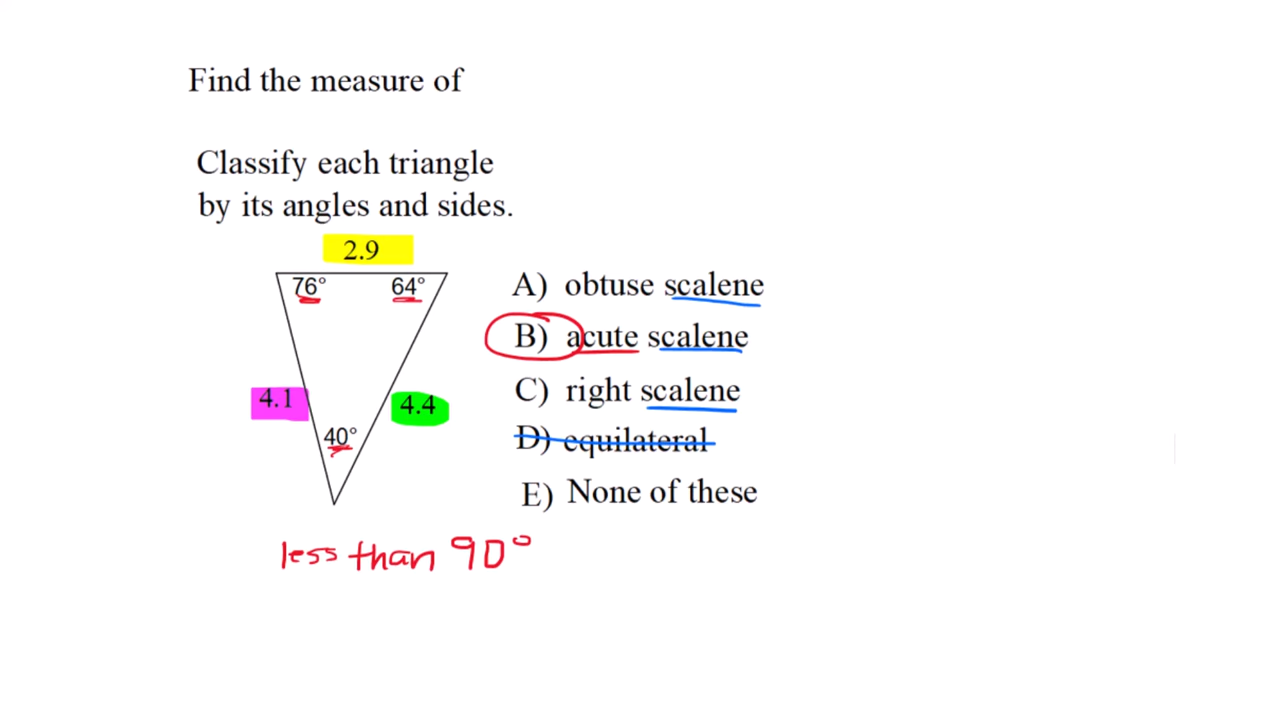 Find the measure of
Classify each triangle
by its angles and sides.
2.9
76° 64°
4.1 4.4
40°
A) obtuse scalene
B) acute scalene
C) right scalene
D) equilateral
E) None of these
less than 90°